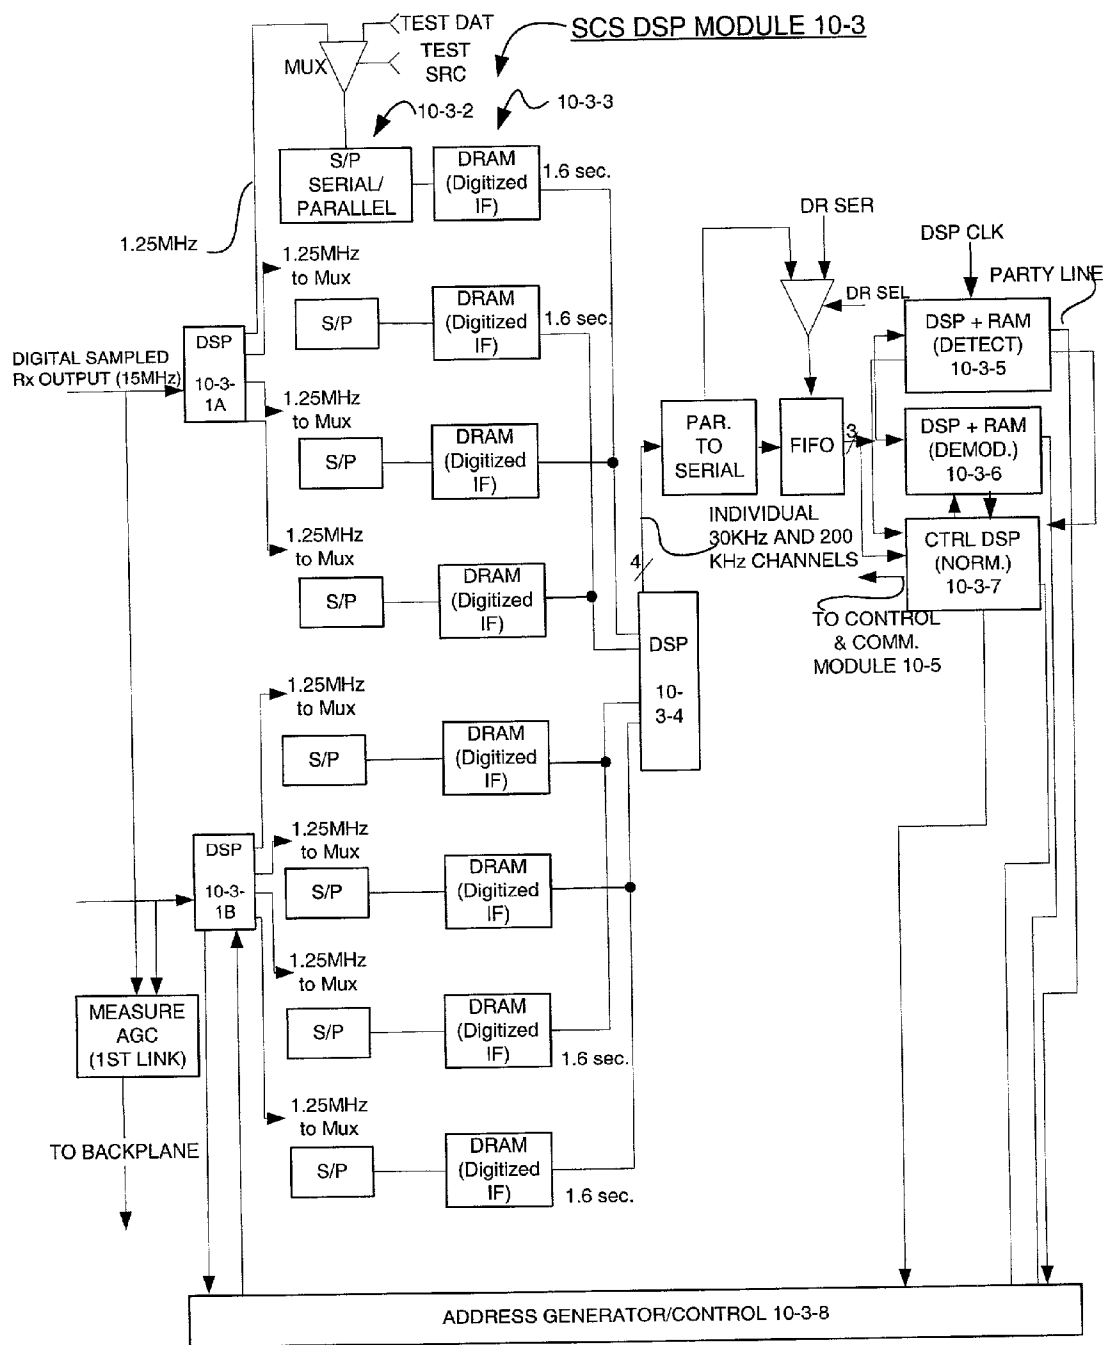 TEST DAT
SCS DSP MODULE 10-3
MUX
TEST
SRC
10-3-2
10-3-3
S/P
SERIAL/
PARALLEL
DRAM
(Digitized
IF)
1.6 sec.
1.25MHz
1.25MHz
to Mux
S/P
DRAM
(Digitized
IF)
1.6 sec.
DIGITAL SAMPLED
Rx OUTPUT (15MHz)
DSP
10-3-
1A
1.25MHz
to Mux
S/P
DRAM
(Digitized
IF)
1.25MHz
to Mux
S/P
DRAM
(Digitized
IF)
DR SER
DR SEL
DSP CLK
PARTY LINE
PAR.
TO
SERIAL
FIFO
3
DSP + RAM
(DETECT)
10-3-5
DSP + RAM
(DEMOD.)
10-3-6
CTRL DSP
(NORM.)
10-3-7
INDIVIDUAL
30KHz AND 200
KHz CHANNELS
4
TO CONTROL
& COMM.
MODULE 10-5
DSP
10-
3-4
1.25MHz
to Mux
S/P
DRAM
(Digitized
IF)
DSP
10-3-
1B
1.25MHz
to Mux
S/P
DRAM
(Digitized
IF)
1.25MHz
to Mux
S/P
DRAM
(Digitized
IF)
1.6 sec.
MEASURE
AGC
(1ST LINK)
1.25MHz
to Mux
S/P
DRAM
(Digitized
IF)
1.6 sec.
TO BACKPLANE
ADDRESS GENERATOR/CONTROL 10-3-8